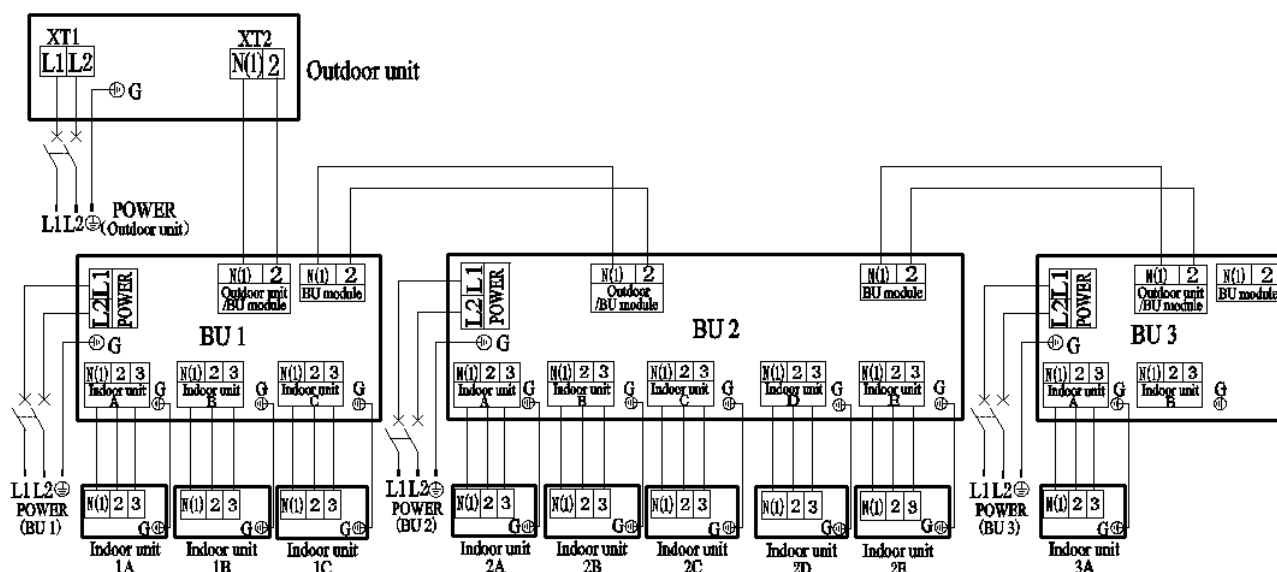 XT1
L1 L2
XT2
N(1) 2
G
Outdoor unit
L1 L2
POWER
(Outdoor unit)
L1
L2
POWER
N(1) 2
Outdoor unit
/BU module
N(1) 2
BU module
BU 1
G
N(1) 2 3
Indoor unit
A
G
N(1) 2 3
Indoor unit
B
G
N(1) 2 3
Indoor unit
C
G
L1 L2
POWER
(BU 1)
N(1) 2 3
G
Indoor unit
1A
N(1) 2 3
G
Indoor unit
1B
N(1) 2 3
G
Indoor unit
1C
L1
L2
POWER
N(1) 2
Outdoor
/BU module
N(1) 2
BU module
BU 2
G
N(1) 2 3
Indoor unit
A
G
N(1) 2 3
Indoor unit
B
G
N(1) 2 3
Indoor unit
C
G
N(1) 2 3
Indoor unit
D
G
N(1) 2 3
Indoor unit
E
G
L1 L2
POWER
(BU 2)
N(1) 2 3
G
Indoor unit
2A
N(1) 2 3
G
Indoor unit
2B
N(1) 2 3
G
Indoor unit
2C
N(1) 2 3
G
Indoor unit
2D
N(1) 2 3
G
Indoor unit
2E
L1
L2
POWER
N(1) 2
Outdoor unit
/BU module
N(1) 2
BU module
BU 3
G
N(1) 2 3
Indoor unit
A
G
N(1) 2 3
Indoor unit
B
G
L1 L2
POWER
(BU 3)
N(1) 2 3
G
Indoor unit
3A